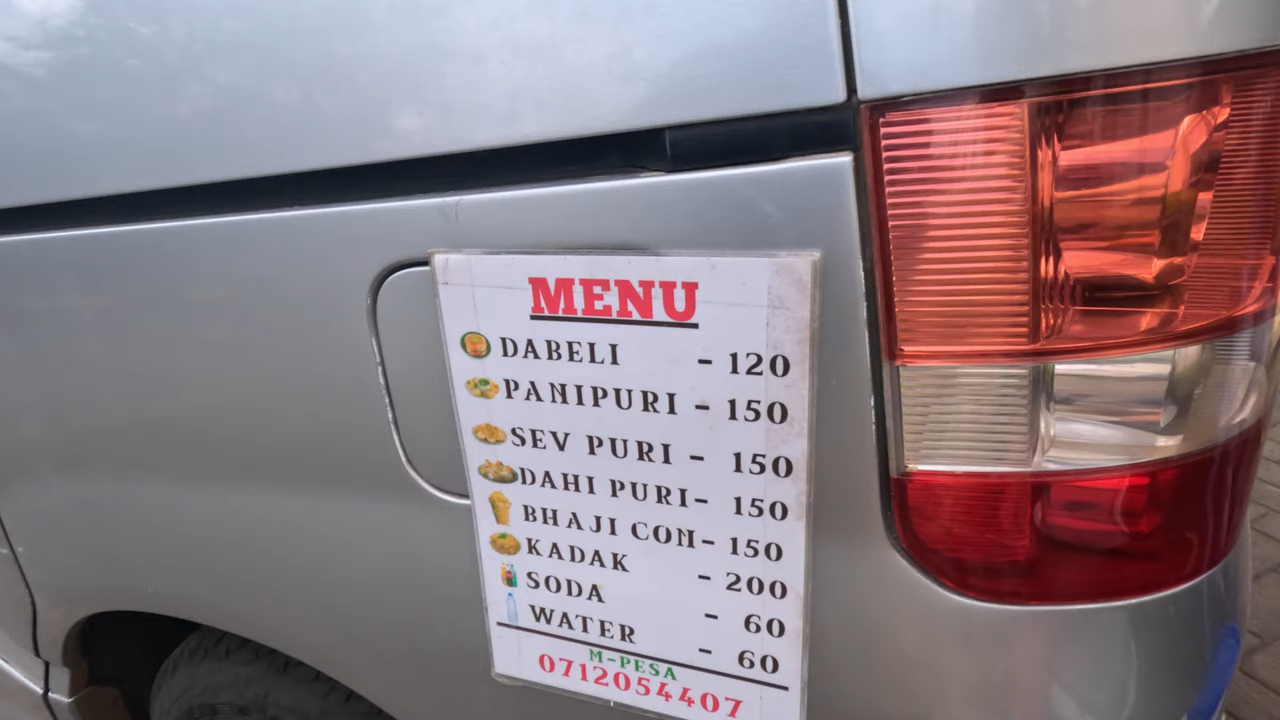 MENU
DABELI - 120
PANIPURI - 150
SEV PURI - 150
DAHI PURI - 150
BHAJI CON - 150
KADAK - 200
SODA - 60
WATER - 60
M-PESA
0712054407